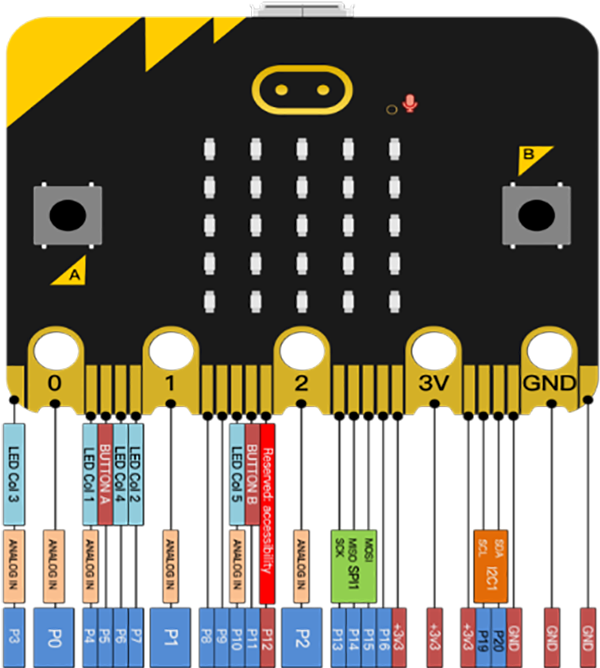 B
A
0
1
2
3V
GND
LED Col 3
LED Col 1
BUTTON A
LED Col 4
LED Col 2
LED Col 5
BUTTON B
Reserved: accessibility
ANALOG IN
ANALOG IN
ANALOG IN
ANALOG IN
ANALOG IN
ANALOG IN
SCK
MISO
SPI1
MOSI
SCL
I2C1
SDA
P3
P0
P4
P5
P6
P7
P1
P8
P9
P10
P11
P12
P2
P13
P14
P15
P16
+3v3
+3v3
+3v3
P19
P20
GND
GND
GND